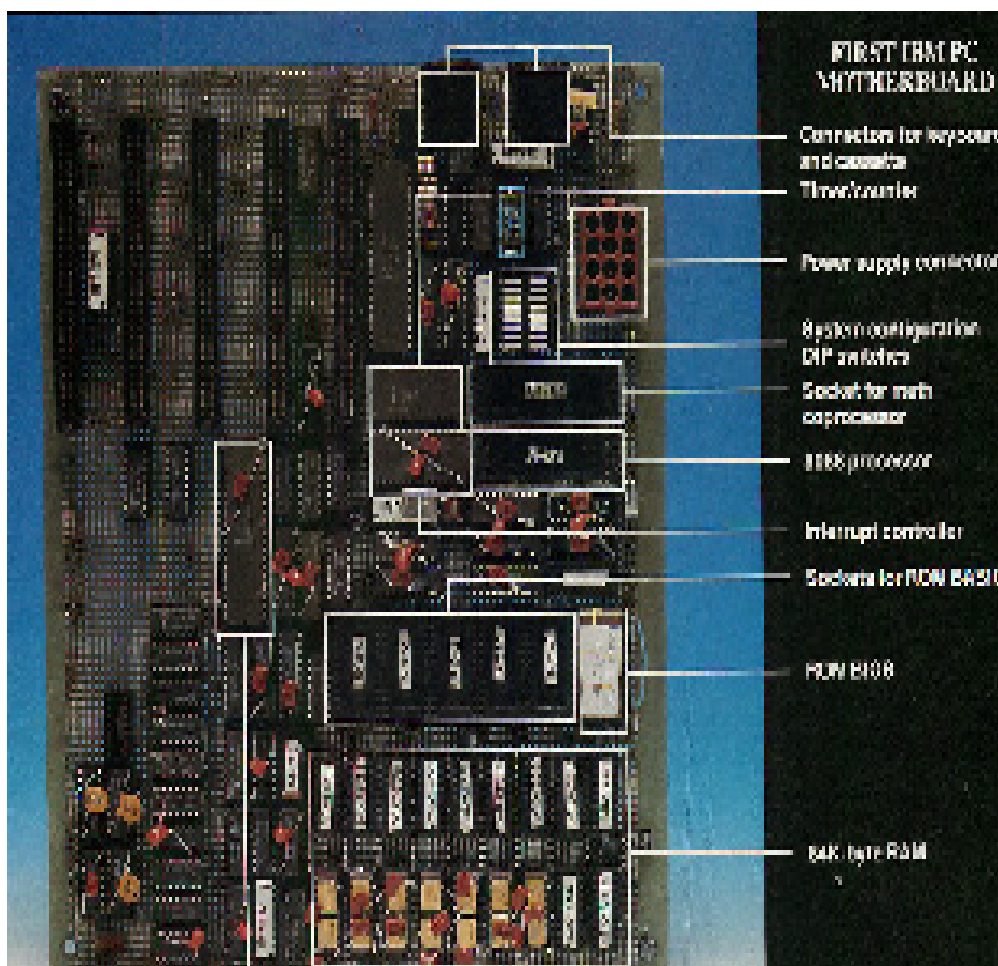 FIRST IBM PC
MOTHERBOARD
Connectors for keyboard
and cassette
Timer/counter
Power supply connector
System configuration
DIP switches
Socket for math
coprocessor
8088 processor
Interrupt controller
Sockets for ROM BASIC
ROM BIOS
64K-byte RAM